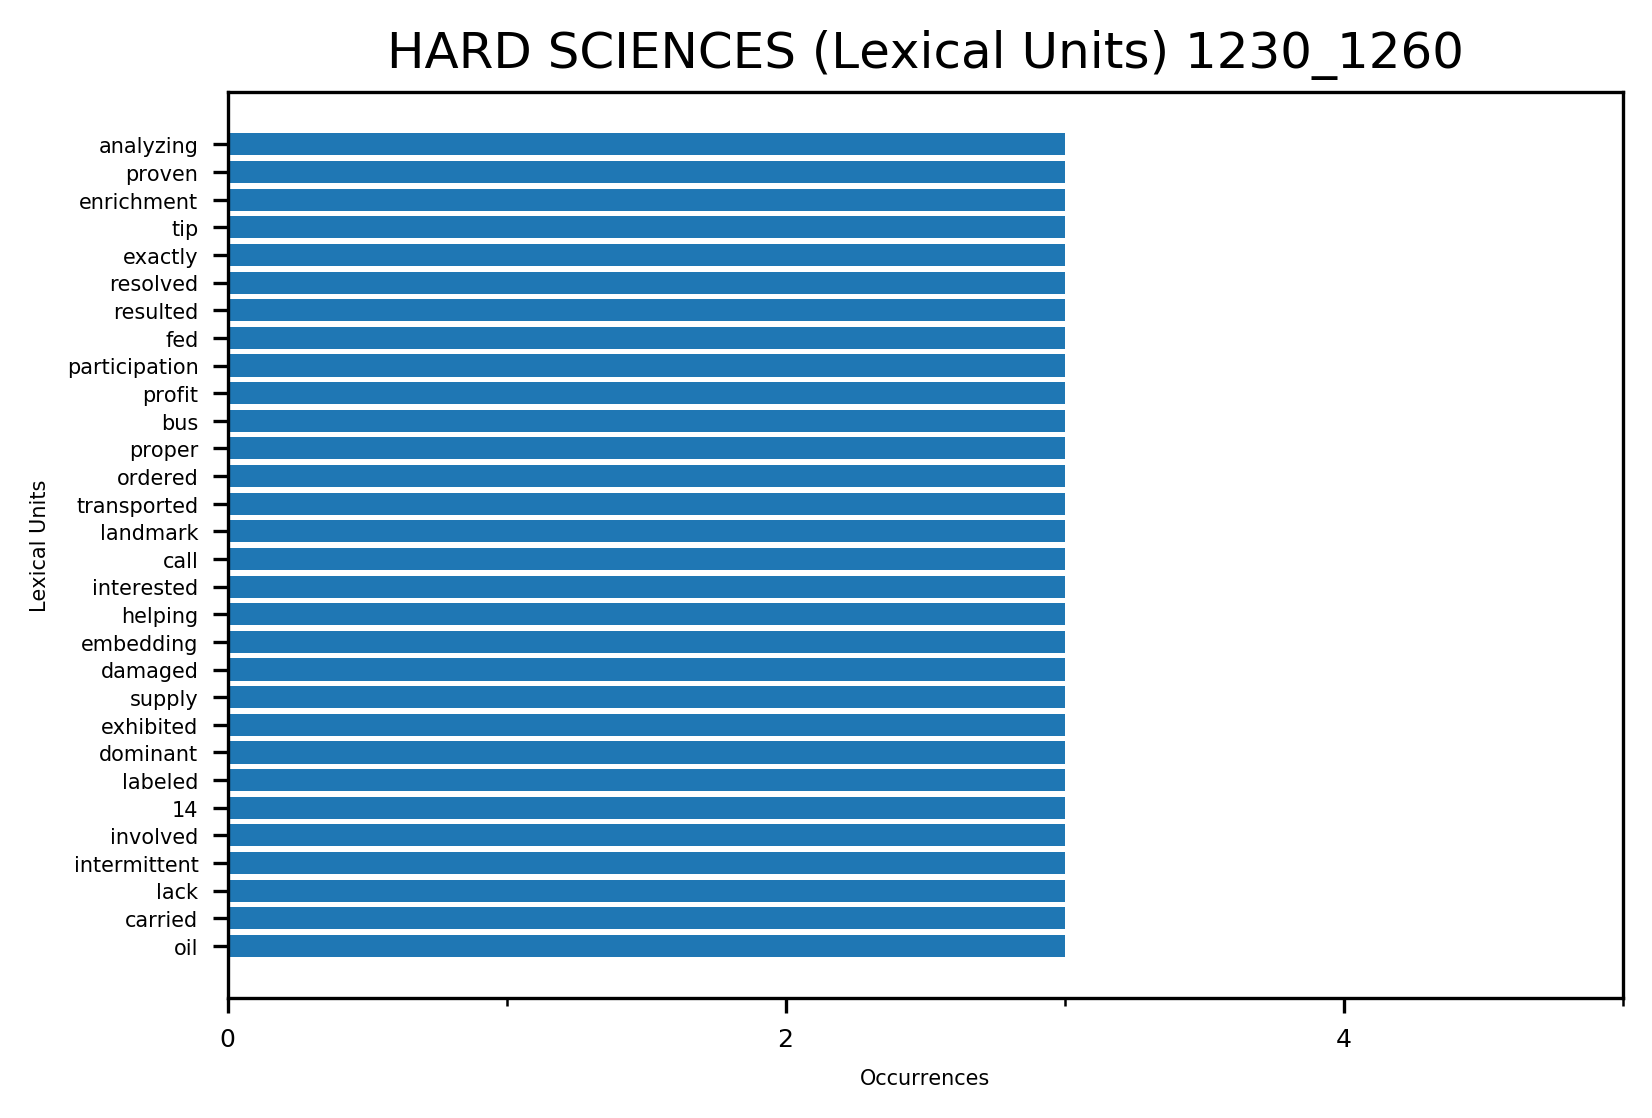 HARD SCIENCES (Lexical Units) 1230_1260
analyzing
proven
enrichment
tip
exactly
resolved
resulted
fed
participation
profit
bus
proper
ordered
transported
landmark
call
interested
helping
embedding
damaged
supply
exhibited
dominant
labeled
14
involved
intermittent
lack
carried
oil
Lexical Units
0 2 4
Occurrences